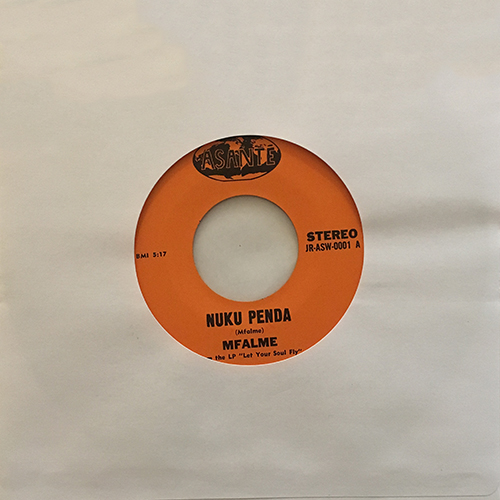 ASANTE
STEREO
JR-ASW-0001 A
BMI 5:17
NUKU PENDA
(Mfalme)
MFALME
the LP "Let Your Soul Fly"